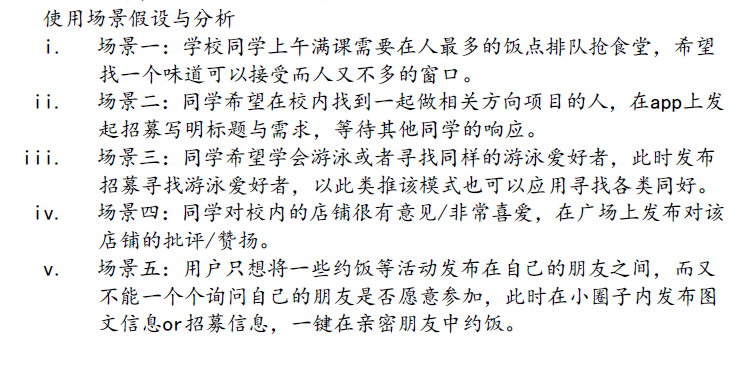 使用场景假设与分析
i. 场景一：学校同学上午满课需要在人最多的饭点排队抢食堂，希望
找一个味道可以接受而人又不多的窗口。
ii. 场景二：同学希望在校内找到一起做相关方向项目的人，在app上发
起招募写明标题与需求，等待其他同学的响应。
iii. 场景三：同学希望学会游泳或者寻找同样的游泳爱好者，此时发布
招募寻找游泳爱好者，以此类推该模式也可以应用寻找各类同好。
iv. 场景四：同学对校内的店铺很有意见/非常喜爱，在广场上发布对该
店铺的批评/赞扬。
v. 场景五：用户只想将一些约饭等活动发布在自己的朋友之间，而又
不能一个个询问自己的朋友是否愿意参加，此时在小圈子内发布图
文信息or招募信息，一键在亲密朋友中约饭。